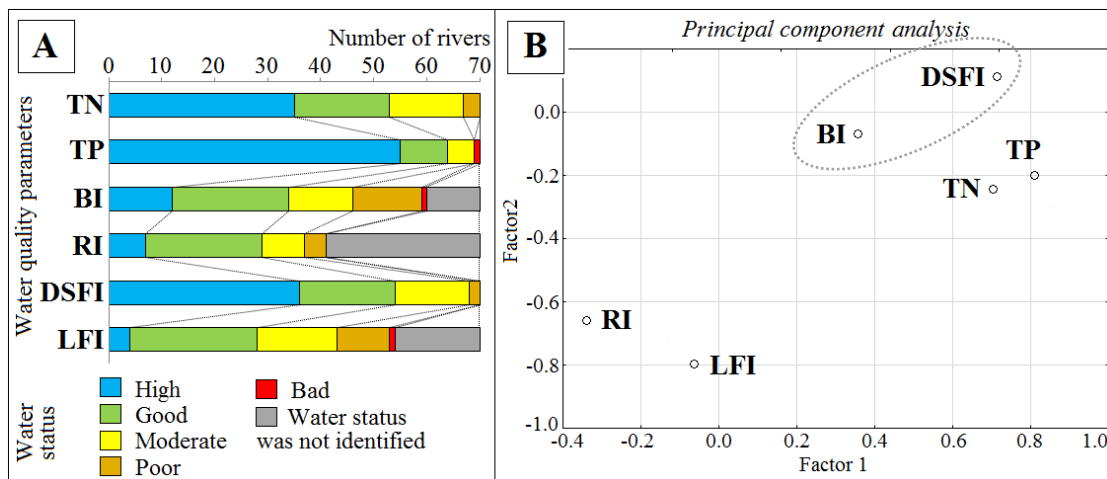 A
Number of rivers
0 10 20 30 40 50 60 70
Water quality parameters
TN
TP
BI
RI
DSFI
LFI
Water status
High
Good
Moderate
Poor
Bad
Water status
was not identified
B
Principal component analysis
DSFI
BI
TP
TN
RI
LFI
Factor2
0.0
-0.2
-0.4
-0.6
-0.8
-1.0
-0.4 -0.2 0.0 0.2 0.4 0.6 0.8 1.0
Factor 1